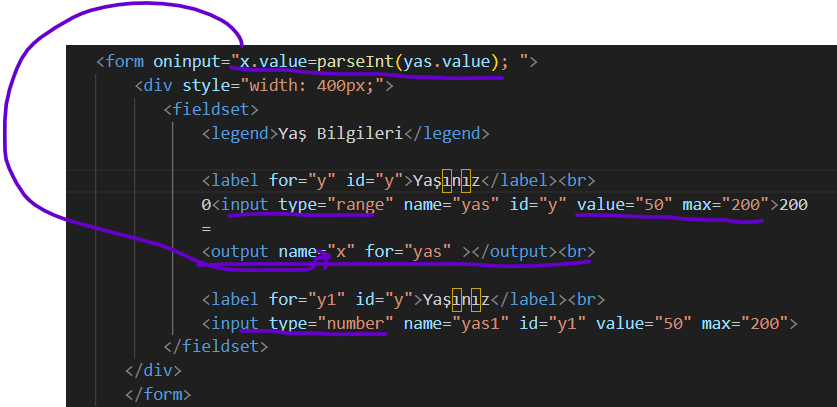 <form oninput="x.value=parseInt(yas.value); ">
<div style="width: 400px;">
<fieldset>
<legend>Yaş Bilgileri</legend>
<label for="y" id="y">Yaşınız</label><br>
0<input type="range" name="yas" id="y" value="50" max="200">200
=
<output name="x" for="yas" ></output><br>
<label for="y1" id="y">Yaşınız</label><br>
<input type="number" name="yas1" id="y1" value="50" max="200">
</fieldset>
</div>
</form>